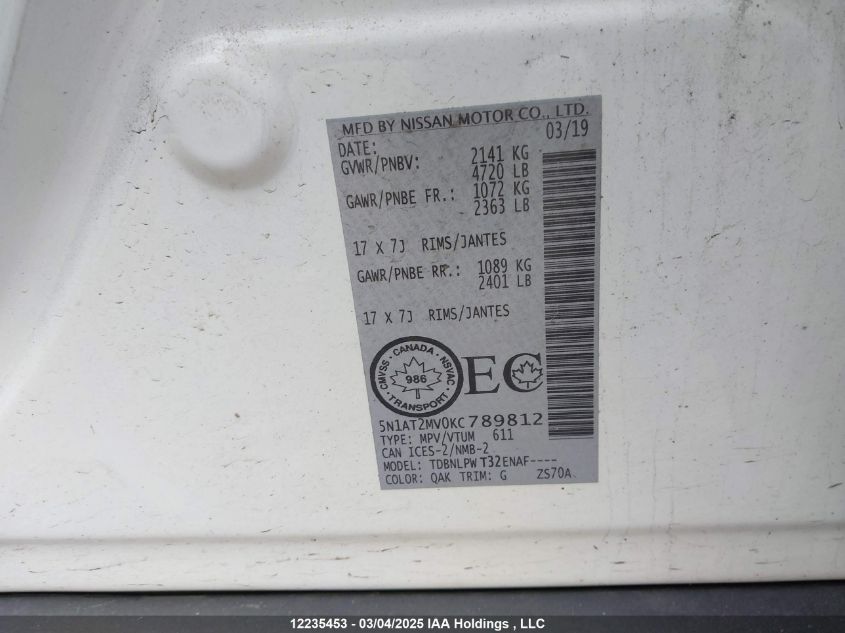 MFD BY NISSAN MOTOR CO., LTD.
DATE: 03/19
GVWR/PNBV: 2141 KG
4720 LB
GAWR/PNBE FR.: 1072 KG
2363 LB
17 X 7J RIMS/JANTES
GAWR/PNBE RR.: 1089 KG
2401 LB
17 X 7J RIMS/JANTES
CMVSS - CANADA - NSVAC
986
- TRANSPORT -
EC
5N1AT2MV0KC789812
TYPE: MPV/VTUM 611
CAN ICES-2/NMB-2
MODEL: TDBNLPW T32ENAF----
COLOR: QAK TRIM: G ZS70A
12235453 - 03/04/2025 IAA Holdings , LLC